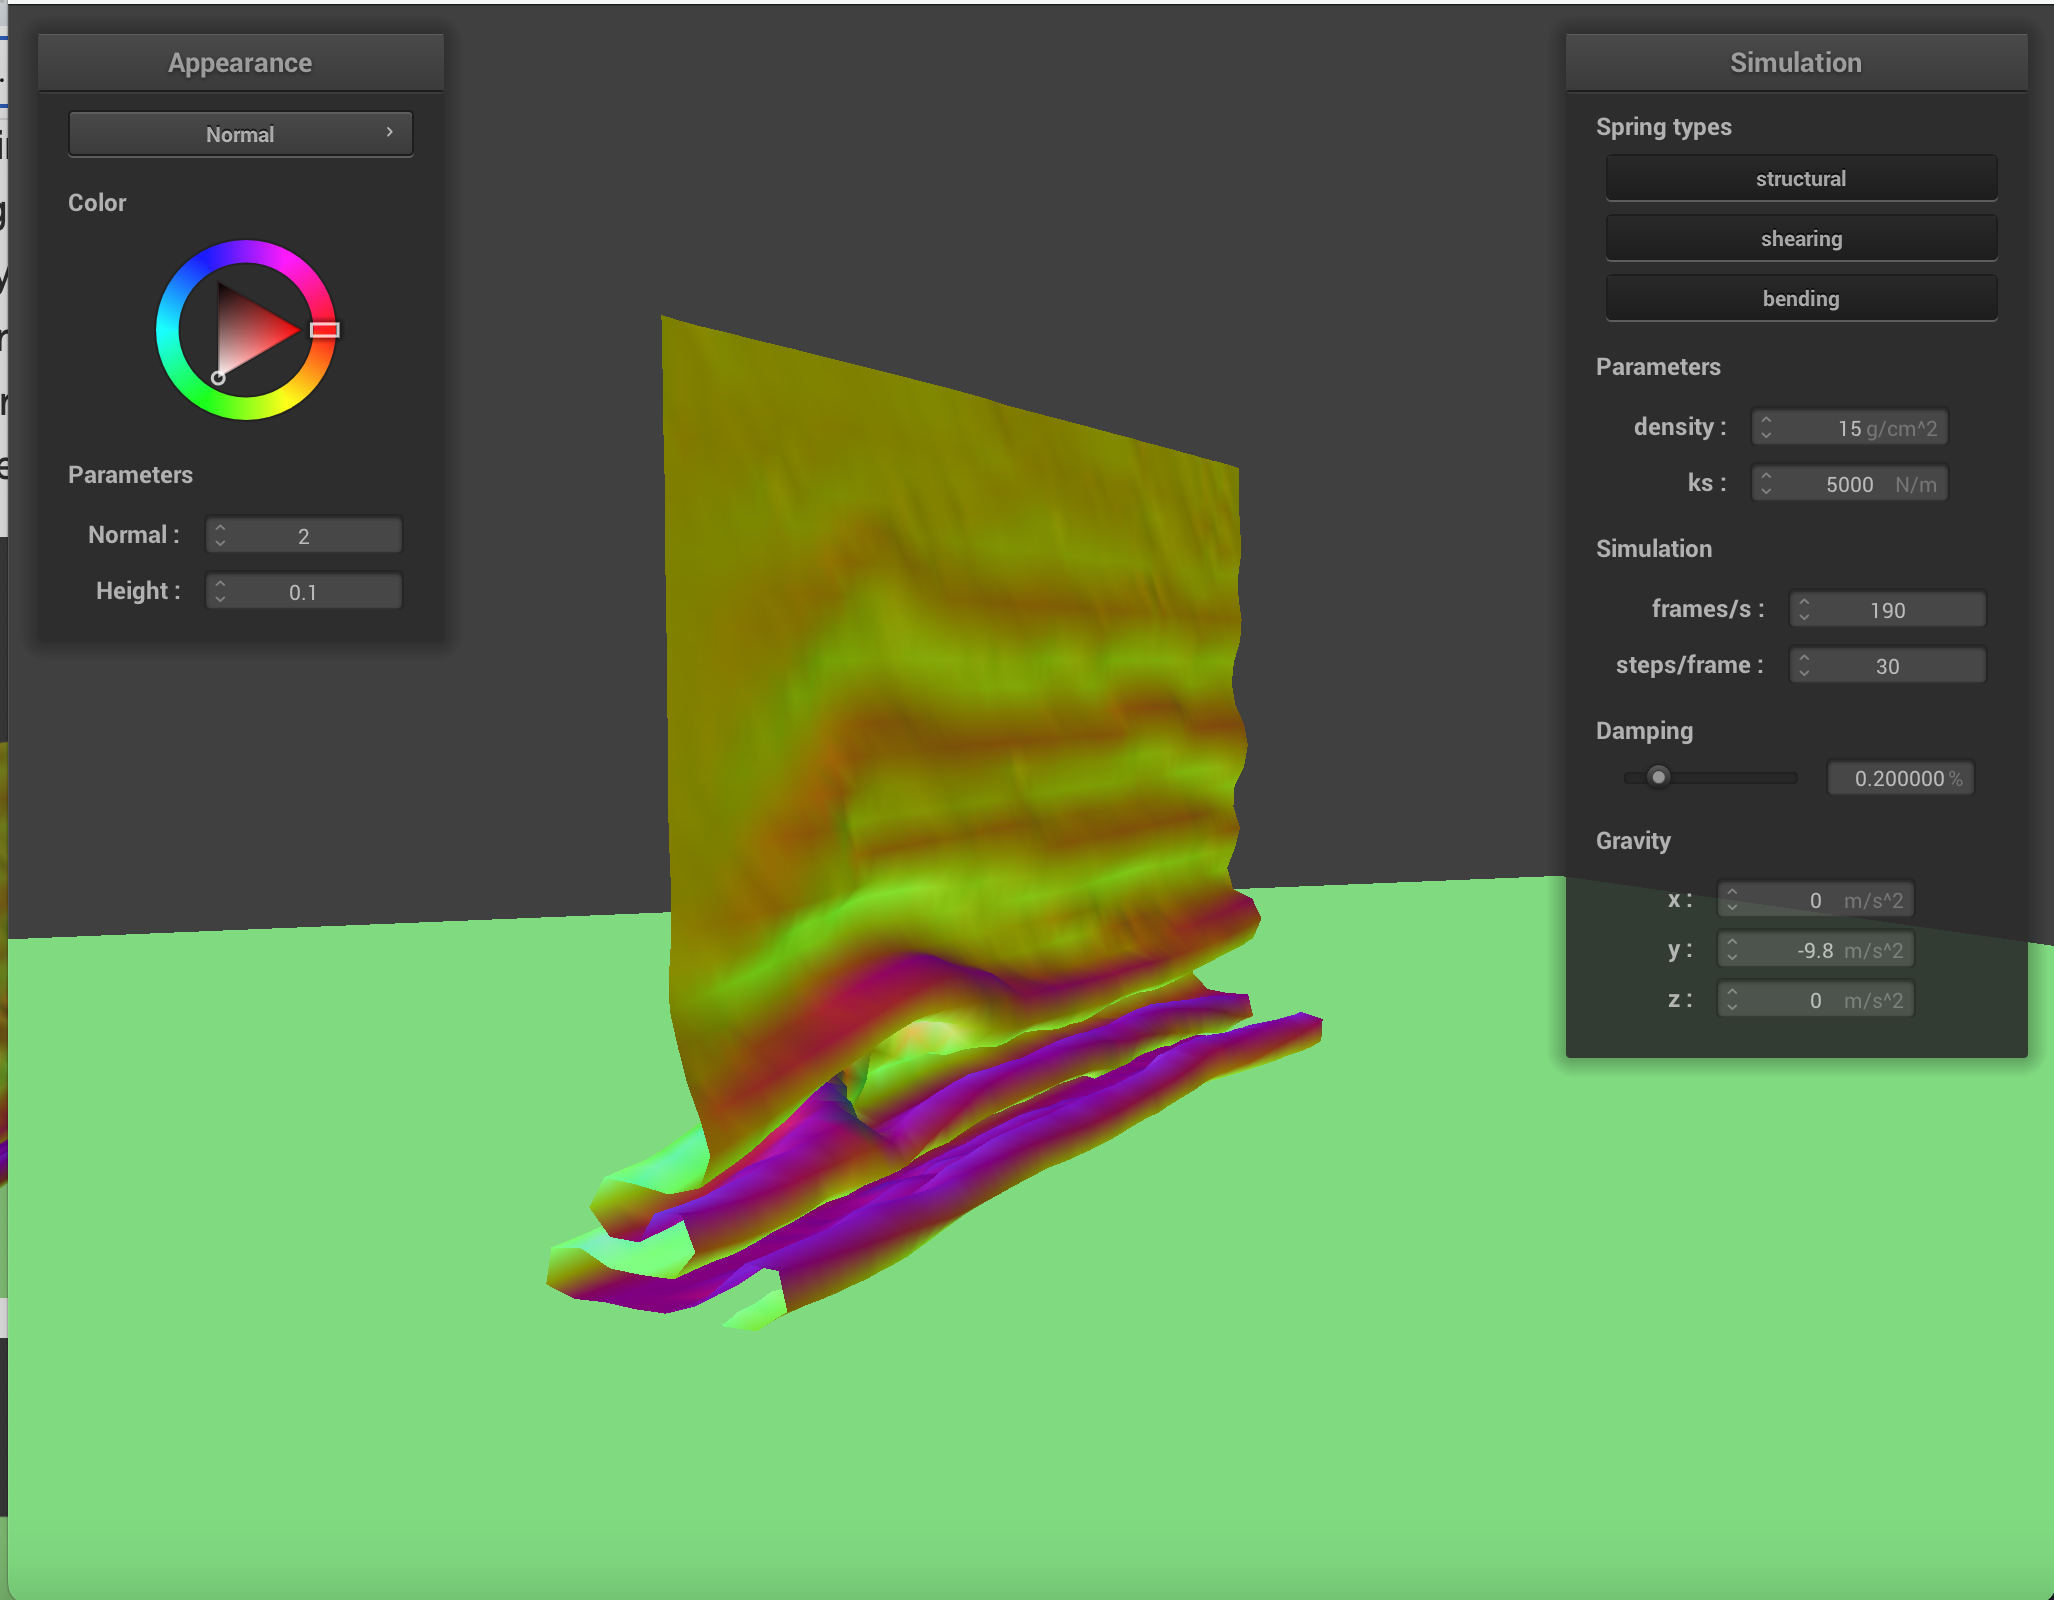 Appearance
Normal
Color
Parameters
Normal : 2
Height : 0.1
Simulation
Spring types
structural
shearing
bending
Parameters
density : 15 g/cm^2
ks : 5000 N/m
Simulation
frames/s : 190
steps/frame : 30
Damping
0.200000 %
Gravity
x : 0 m/s^2
y : -9.8 m/s^2
z : 0 m/s^2